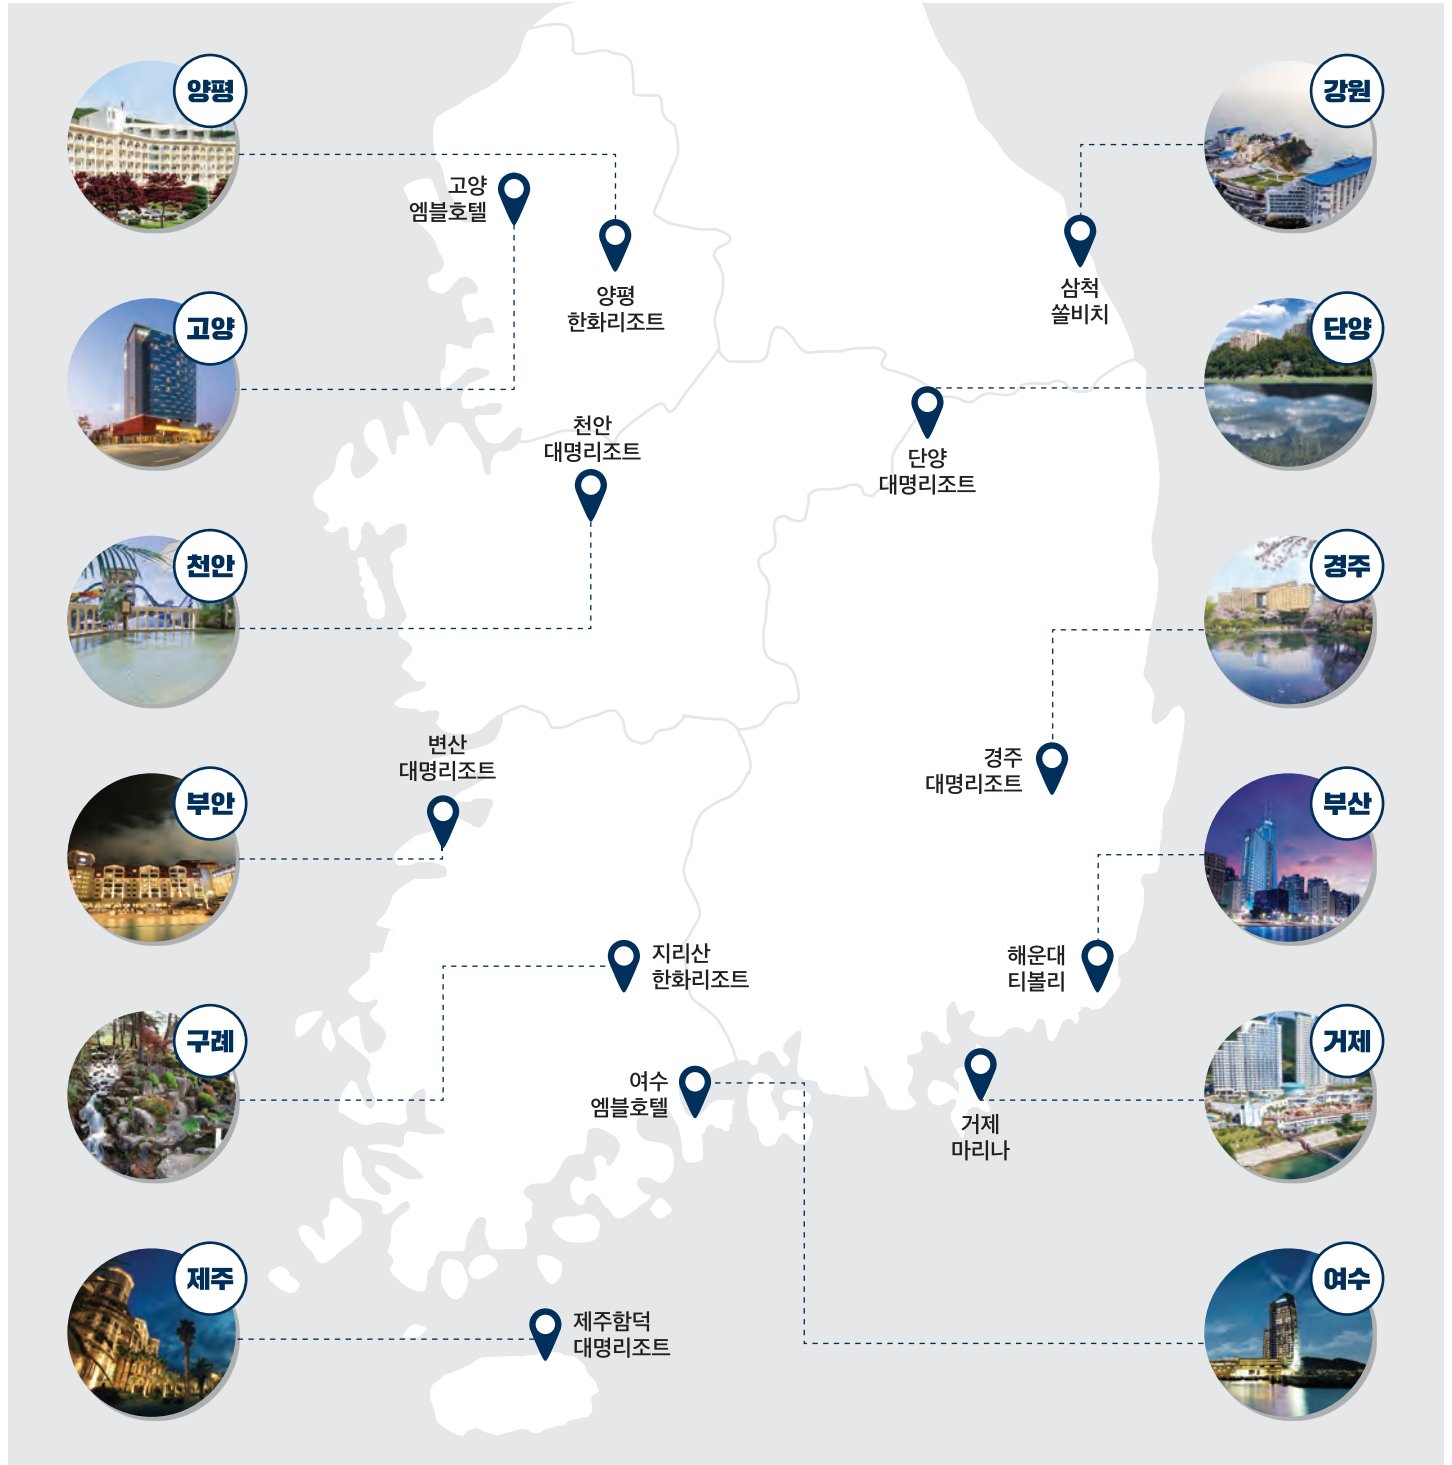 양평
강원
고양
엠블호텔
양평
한화리조트
삼척
쏠비치
고양
단양
천안
대명리조트
단양
대명리조트
천안
경주
변산
대명리조트
경주
대명리조트
부안
부산
지리산
한화리조트
해운대
티볼리
구례
거제
여수
엠블호텔
거제
마리나
제주
여수
제주함덕
대명리조트